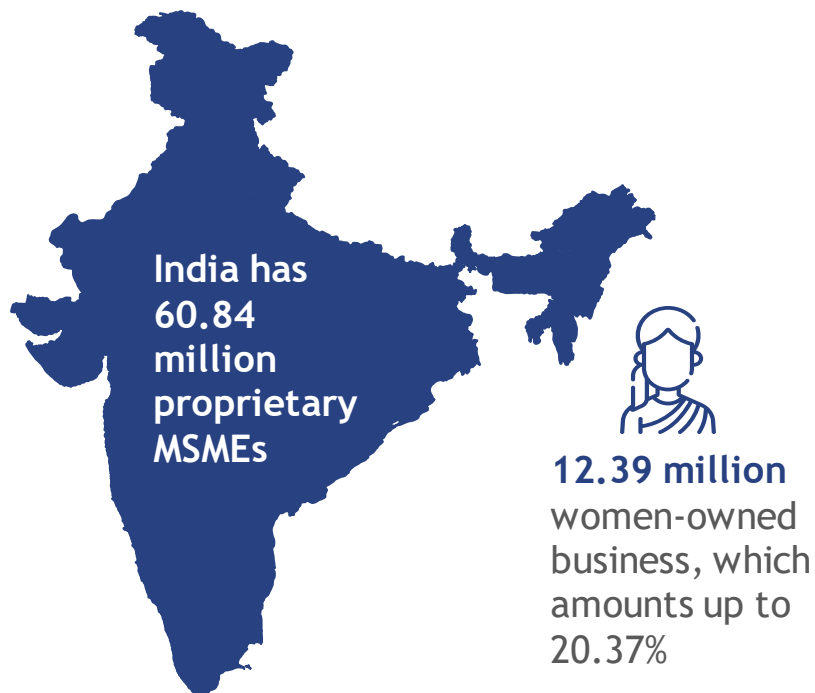 India has
60.84
million
proprietary
MSMEs
12.39 million
women-owned
business, which
amounts up to
20.37%